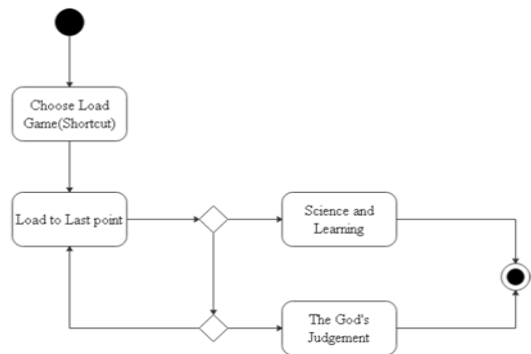 Choose Load
Game(Shortcut)
Load to Last point
Science and
Learning
The God's
Judgement